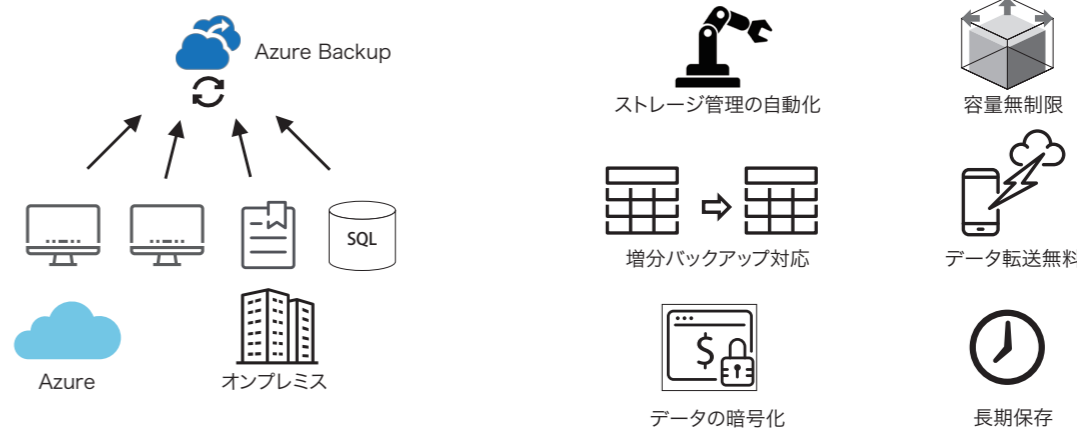 Azure Backup
SQL
Azure
オンプレミス
ストレージ管理の自動化
容量無制限
増分バックアップ対応
データ転送無料
$
データの暗号化
長期保存